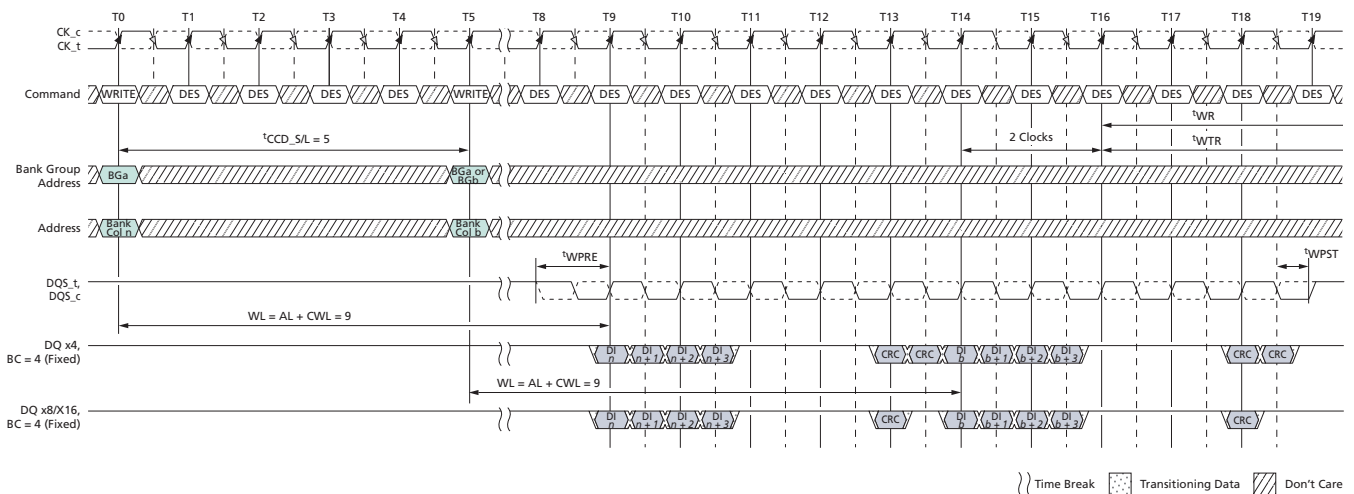 T0 T1 T2 T3 T4 T5 T8 T9 T10 T11 T12 T13 T14 T15 T16 T17 T18 T19
CK_c
CK_t
Command WRITE DES DES DES DES WRITE DES DES DES DES DES DES DES DES DES DES DES DES
tWR
tCCD_S/L = 5 2 Clocks tWTR
Bank Group
Address
BGa
BGa or
BGb
Address
Bank
Col n
Bank
Col b
tWPRE tWPST
DQS_t,
DQS_c
WL = AL + CWL = 9
DQ x4,
BC = 4 (Fixed)
DI
n
DI
n + 1
DI
n + 2
DI
n + 3
CRC CRC
DI
b
DI
b + 1
DI
b + 2
DI
b + 3
CRC CRC
WL = AL + CWL = 9
DQ x8/X16,
BC = 4 (Fixed)
DI
n
DI
n + 1
DI
n + 2
DI
n + 3
CRC
DI
b
DI
b + 1
DI
b + 2
DI
b + 3
CRC
Time Break Transitioning Data Don't Care